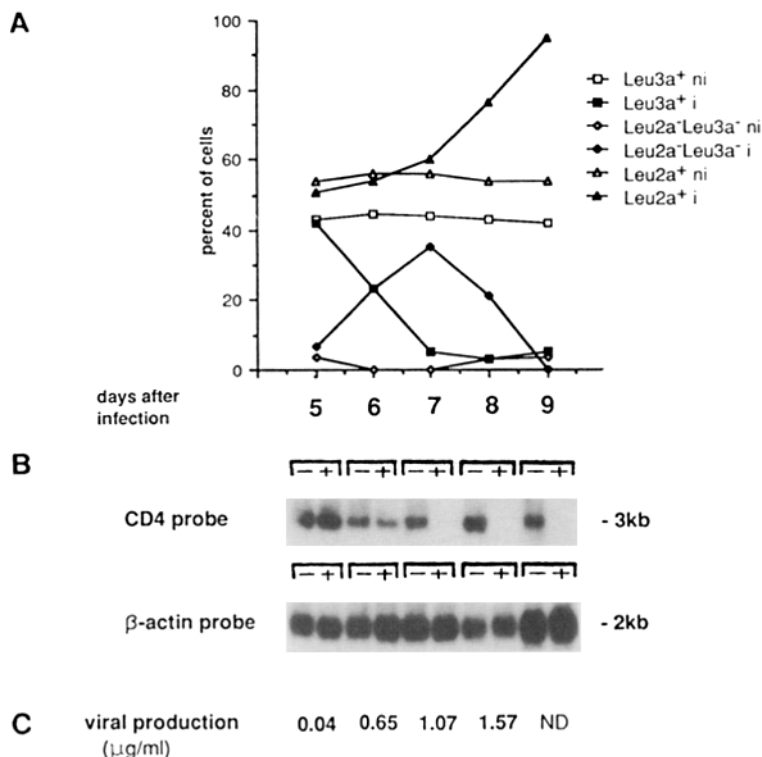 A
100
80
60
40
20
0
percent of cells
Leu3a⁺ ni
Leu3a⁺ i
Leu2a⁻Leu3a⁻ ni
Leu2a⁻Leu3a⁻ i
Leu2a⁺ ni
Leu2a⁺ i
days after
infection
5 6 7 8 9
B
− + − + − + − + − +
CD4 probe - 3kb
− + − + − + − + − +
β-actin probe - 2kb
C viral production 0.04 0.65 1.07 1.57 ND
(µg/ml)